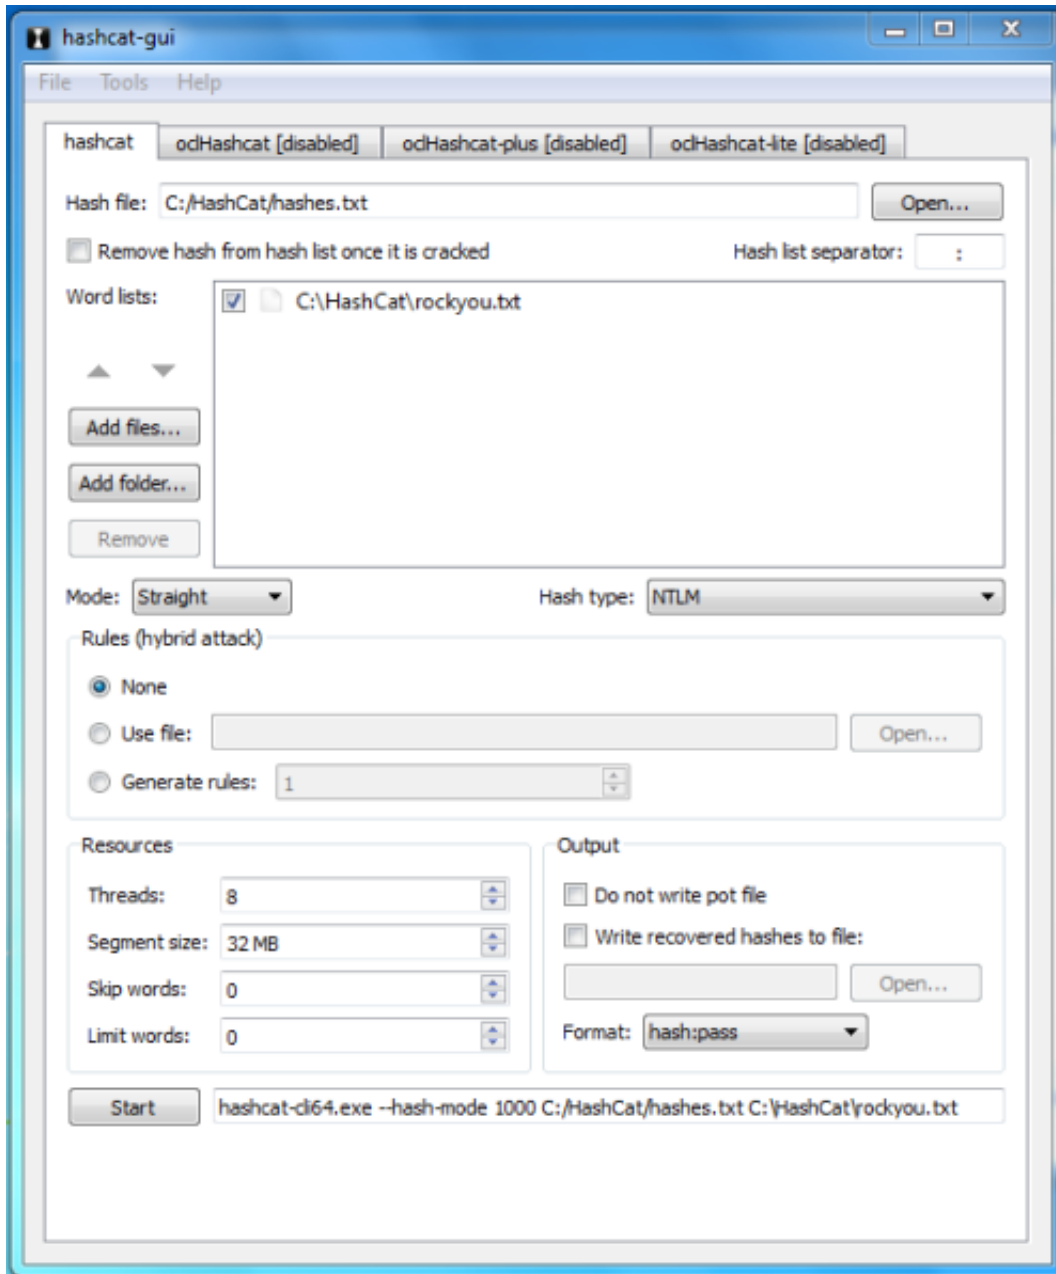 hashcat-gui
File Tools Help
hashcat oclHashcat [disabled] oclHashcat-plus [disabled] oclHashcat-lite [disabled]
Hash file: C:/HashCat/hashes.txt Open...
Remove hash from hash list once it is cracked Hash list separator: :
Word lists: C:\HashCat\rockyou.txt
Add files...
Add folder...
Remove
Mode: Straight Hash type: NTLM
Rules (hybrid attack)
None
Use file: Open...
Generate rules: 1
Resources Output
Threads: 8 Do not write pot file
Segment size: 32 MB Write recovered hashes to file:
Skip words: 0 Open...
Limit words: 0 Format: hash:pass
Start hashcat-cli64.exe --hash-mode 1000 C:/HashCat/hashes.txt C:\HashCat\rockyou.txt